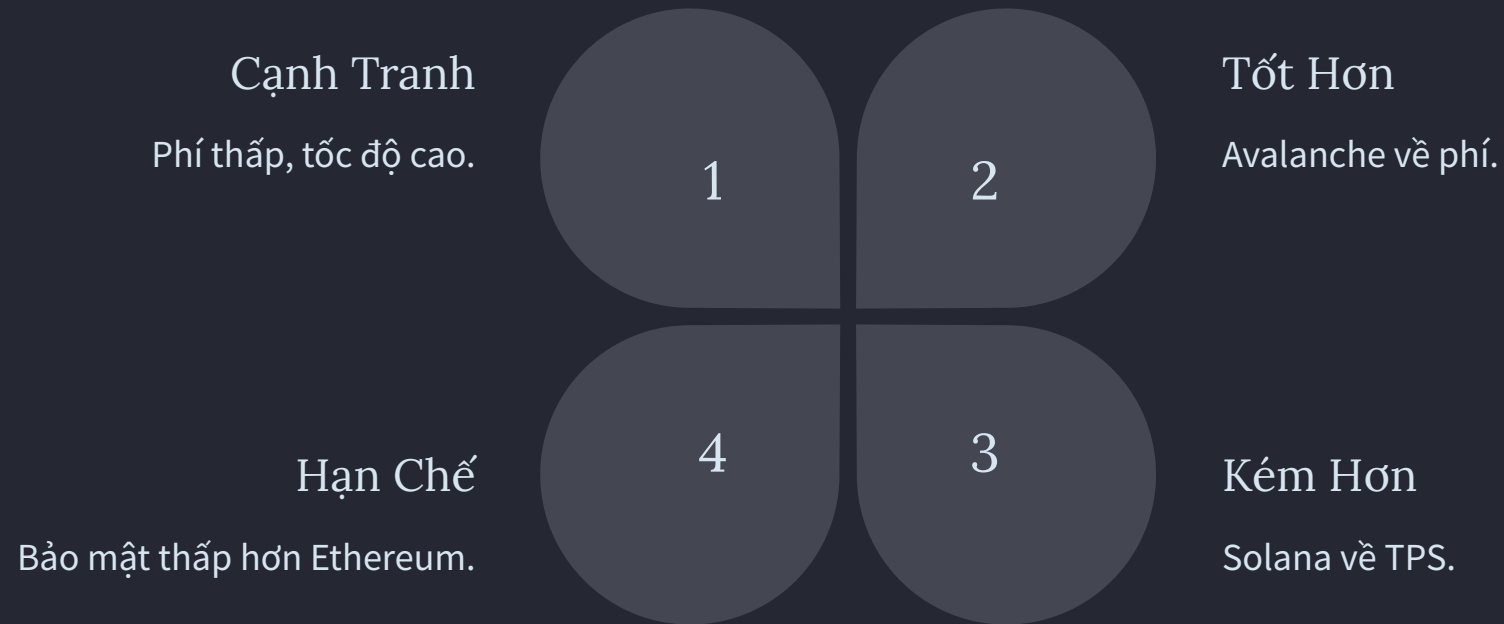 Cạnh Tranh
Phí thấp, tốc độ cao.
1
2
Tốt Hơn
Avalanche về phí.
Hạn Chế
Bảo mật thấp hơn Ethereum.
4
3
Kém Hơn
Solana về TPS.